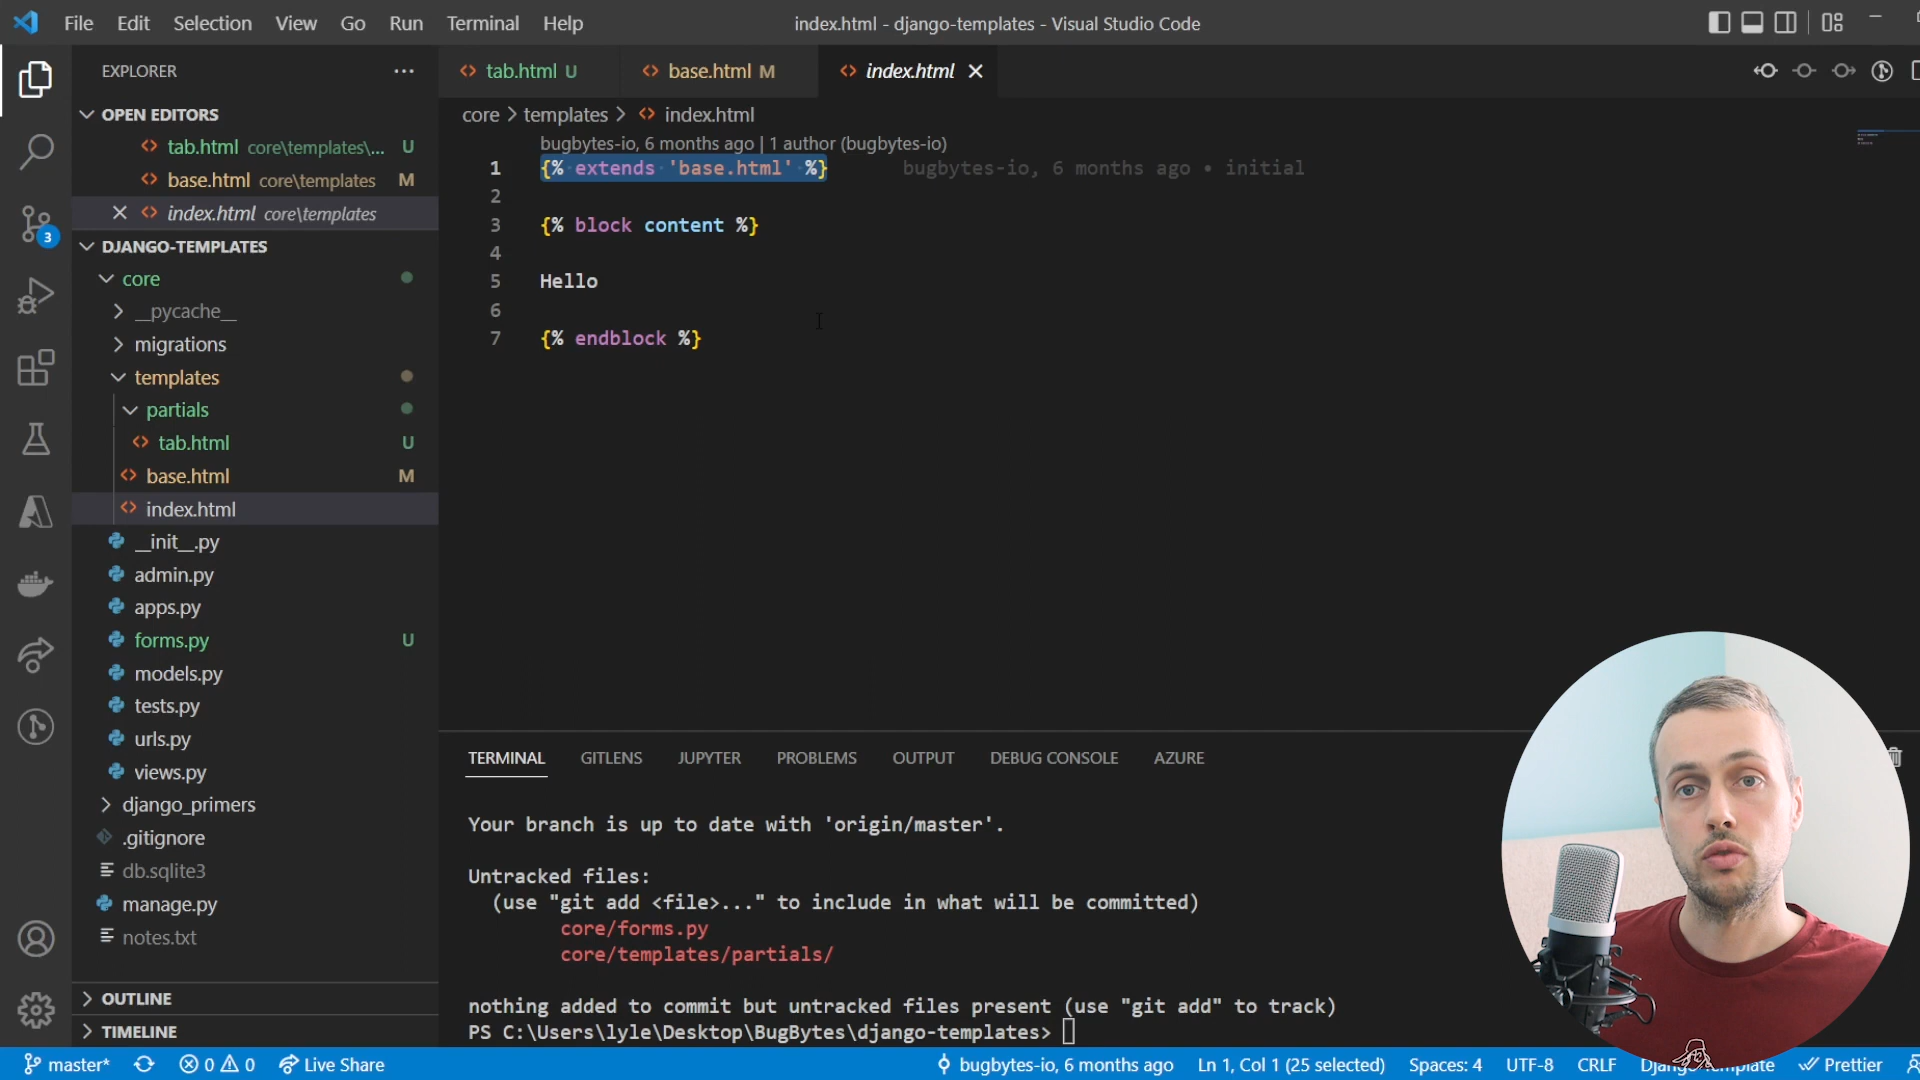 File Edit Selection View Go Run Terminal Help
index.html - django-templates - Visual Studio Code
EXPLORER
OPEN EDITORS
tab.html core\templates\... U
base.html core\templates M
index.html core\templates
DJANGO-TEMPLATES
core
__pycache__
migrations
templates
partials
tab.html U
base.html M
index.html
__init__.py
admin.py
apps.py
forms.py U
models.py
tests.py
urls.py
views.py
django_primers
.gitignore
db.sqlite3
manage.py
notes.txt
OUTLINE
TIMELINE
3
tab.html U base.html M index.html
core > templates > index.html
bugbytes-io, 6 months ago | 1 author (bugbytes-io)
1 {% extends 'base.html' %} bugbytes-io, 6 months ago • initial
2
3 {% block content %}
4
5 Hello
6
7 {% endblock %}
TERMINAL GITLENS JUPYTER PROBLEMS OUTPUT DEBUG CONSOLE AZURE
Your branch is up to date with 'origin/master'.
Untracked files:
(use "git add <file>..." to include in what will be committed)
core/forms.py
core/templates/partials/
nothing added to commit but untracked files present (use "git add" to track)
PS C:\Users\lyle\Desktop\BugBytes\django-templates>
master* 0 0 Live Share bugbytes-io, 6 months ago Ln 1, Col 1 (25 selected) Spaces: 4 UTF-8 CRLF Prettier